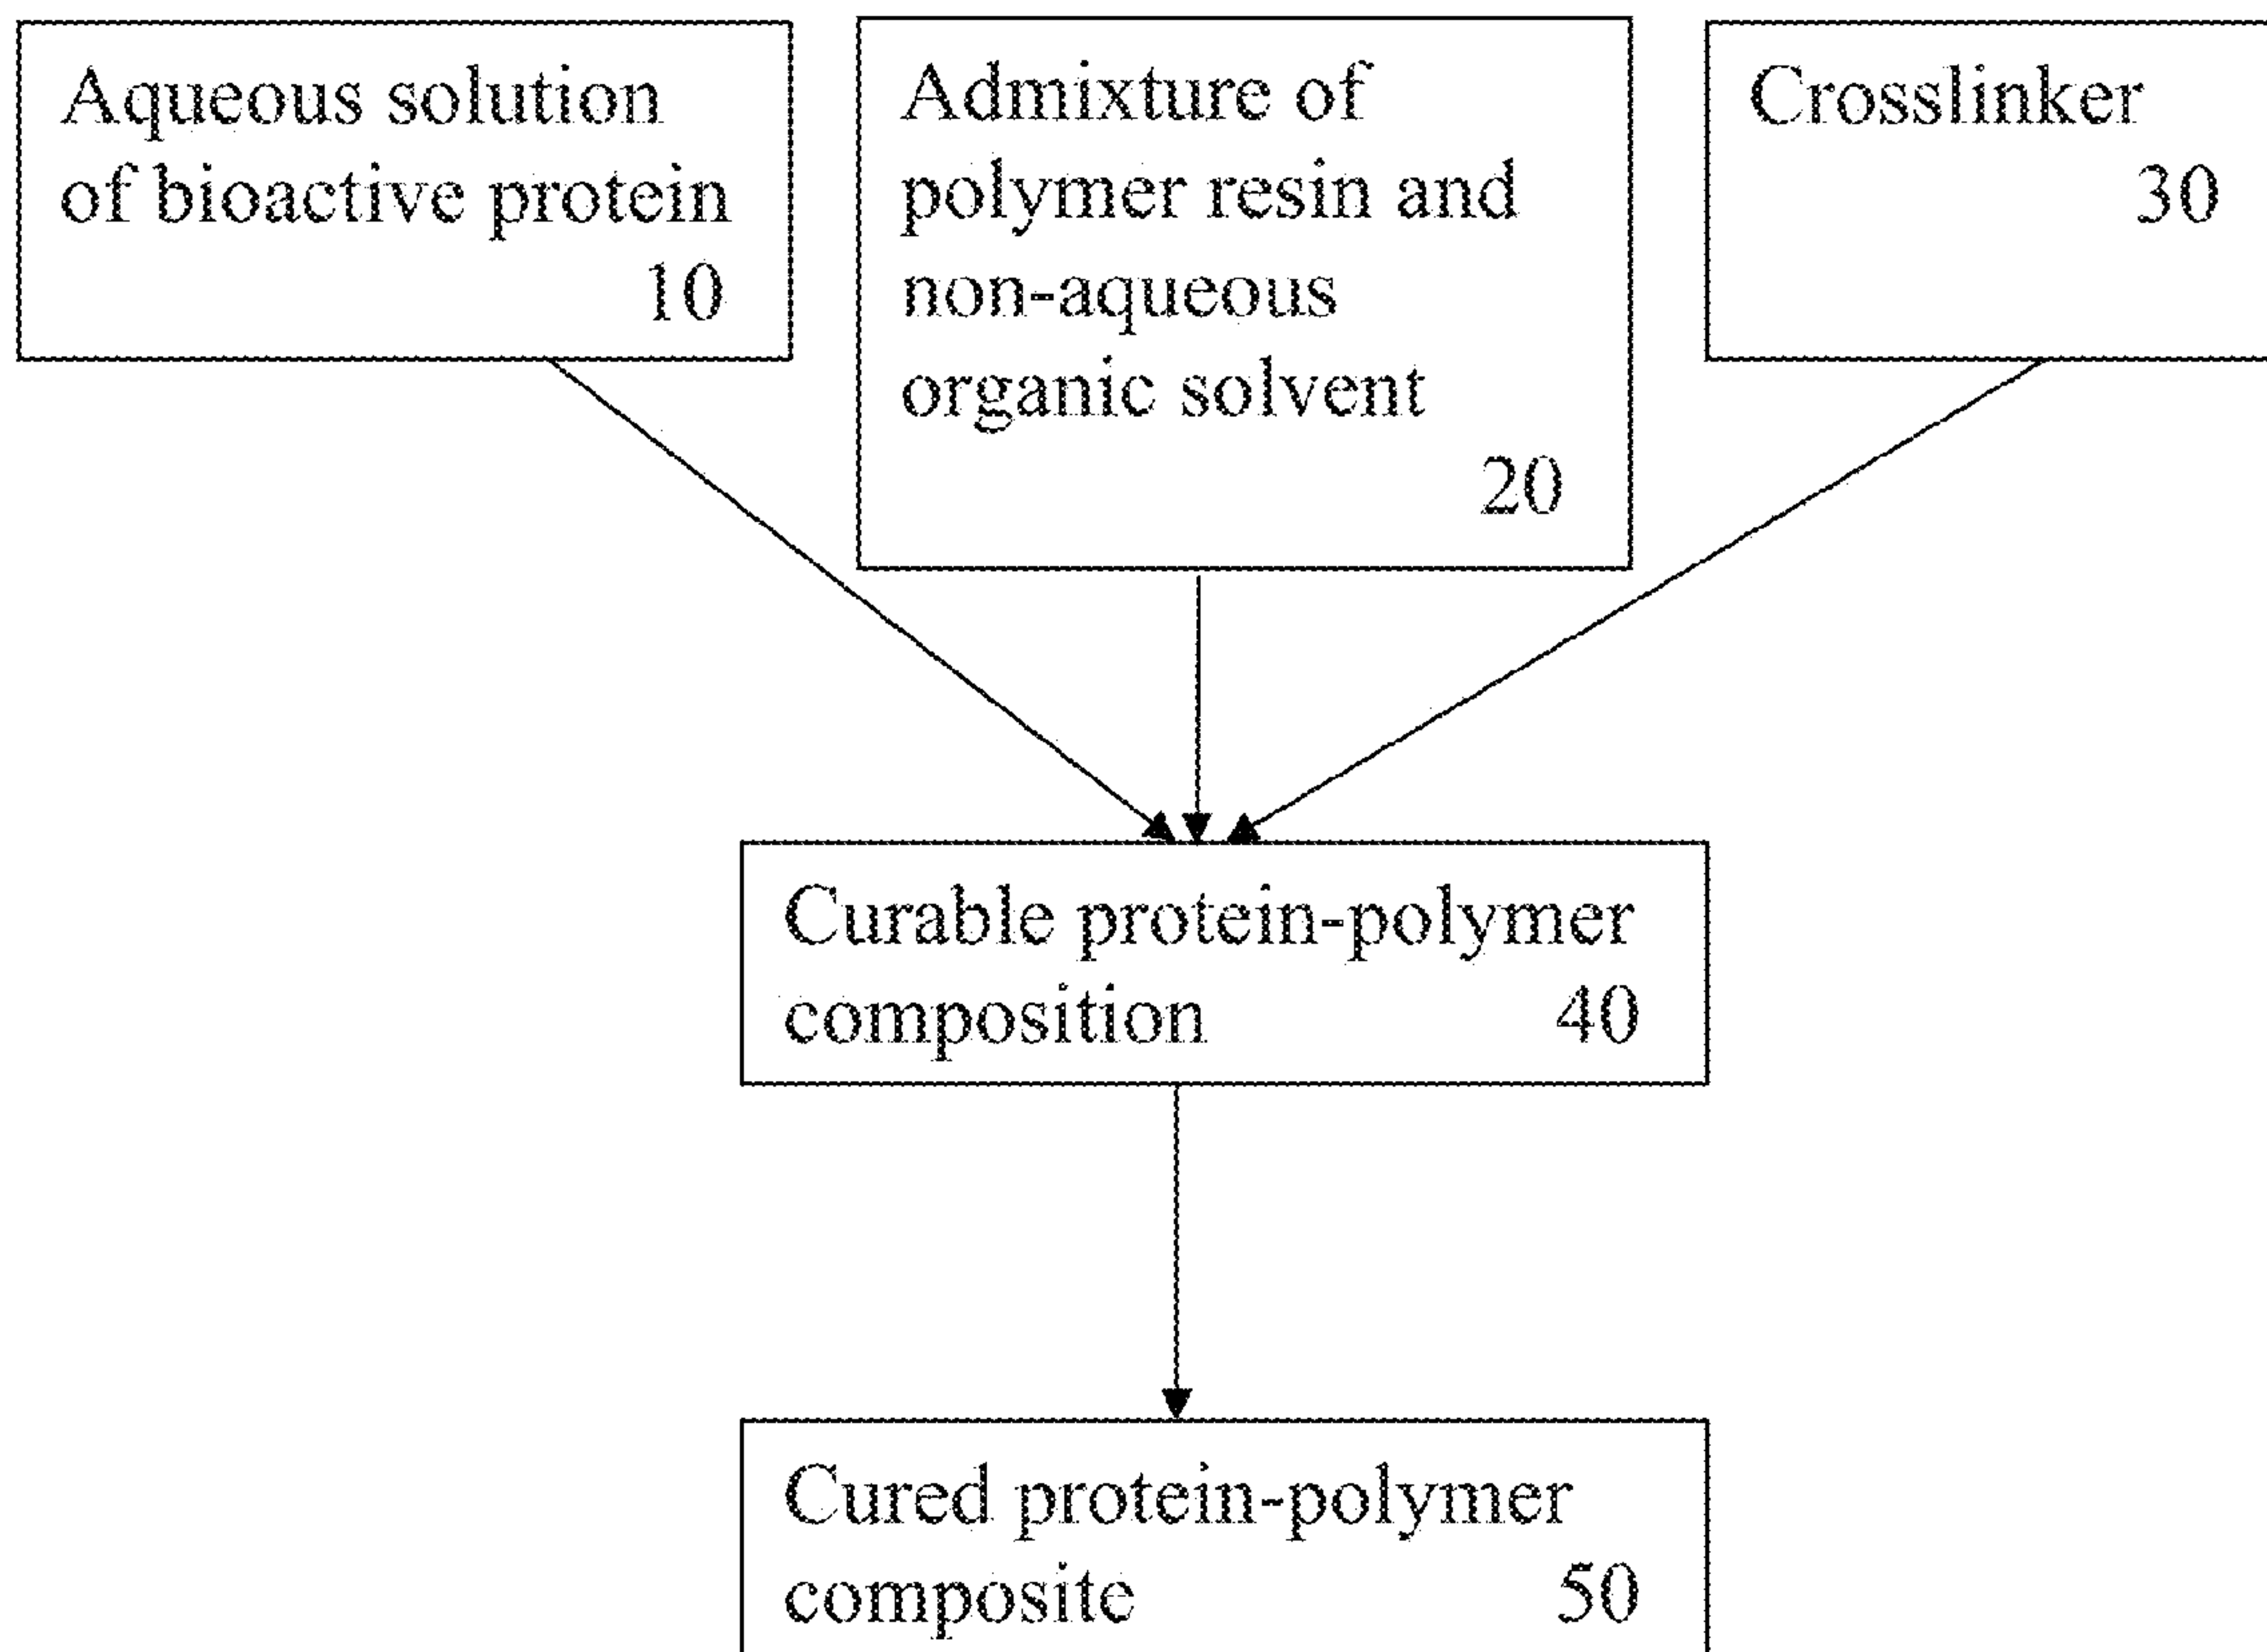 Aqueous solution
of bioactive protein
10
Admixture of
polymer resin and
non-aqueous
organic solvent
20
Crosslinker
30
Curable protein-polymer
composition 40
Cured protein-polymer
composite 50